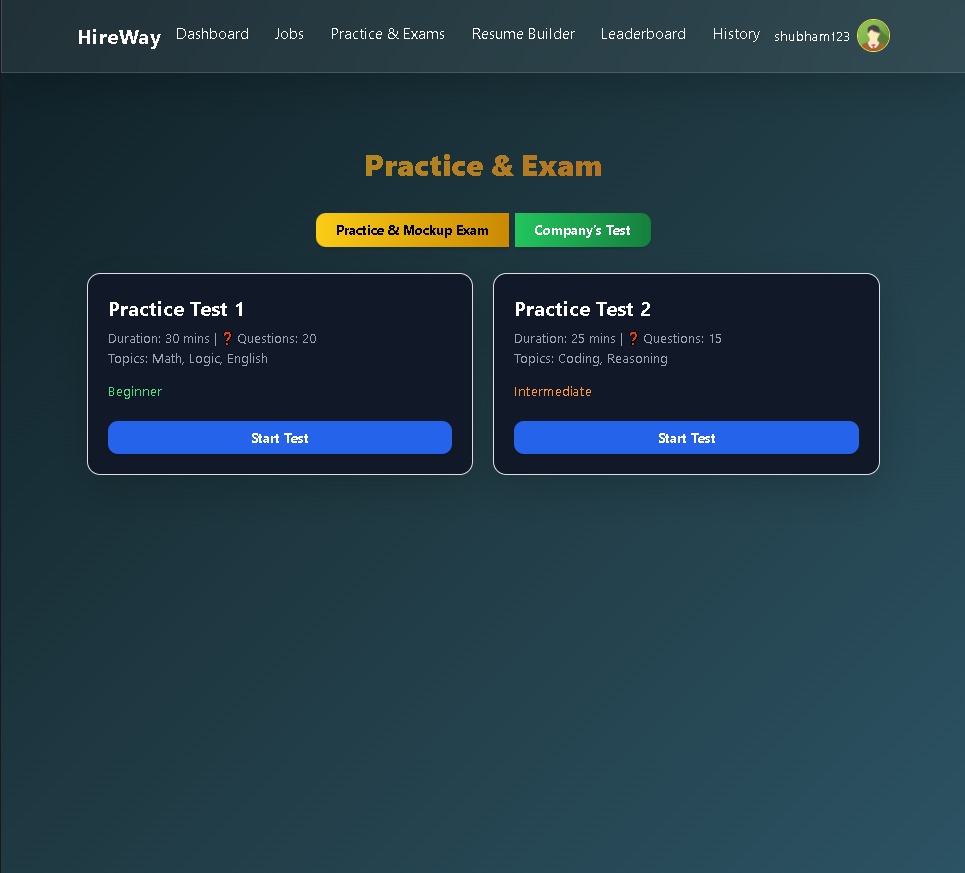 HireWay Dashboard Jobs Practice & Exams Resume Builder Leaderboard History shubham123
Practice & Exam
Practice & Mockup Exam Company's Test
Practice Test 1
Duration: 30 mins | ❓ Questions: 20
Topics: Math, Logic, English
Beginner
Start Test
Practice Test 2
Duration: 25 mins | ❓ Questions: 15
Topics: Coding, Reasoning
Intermediate
Start Test